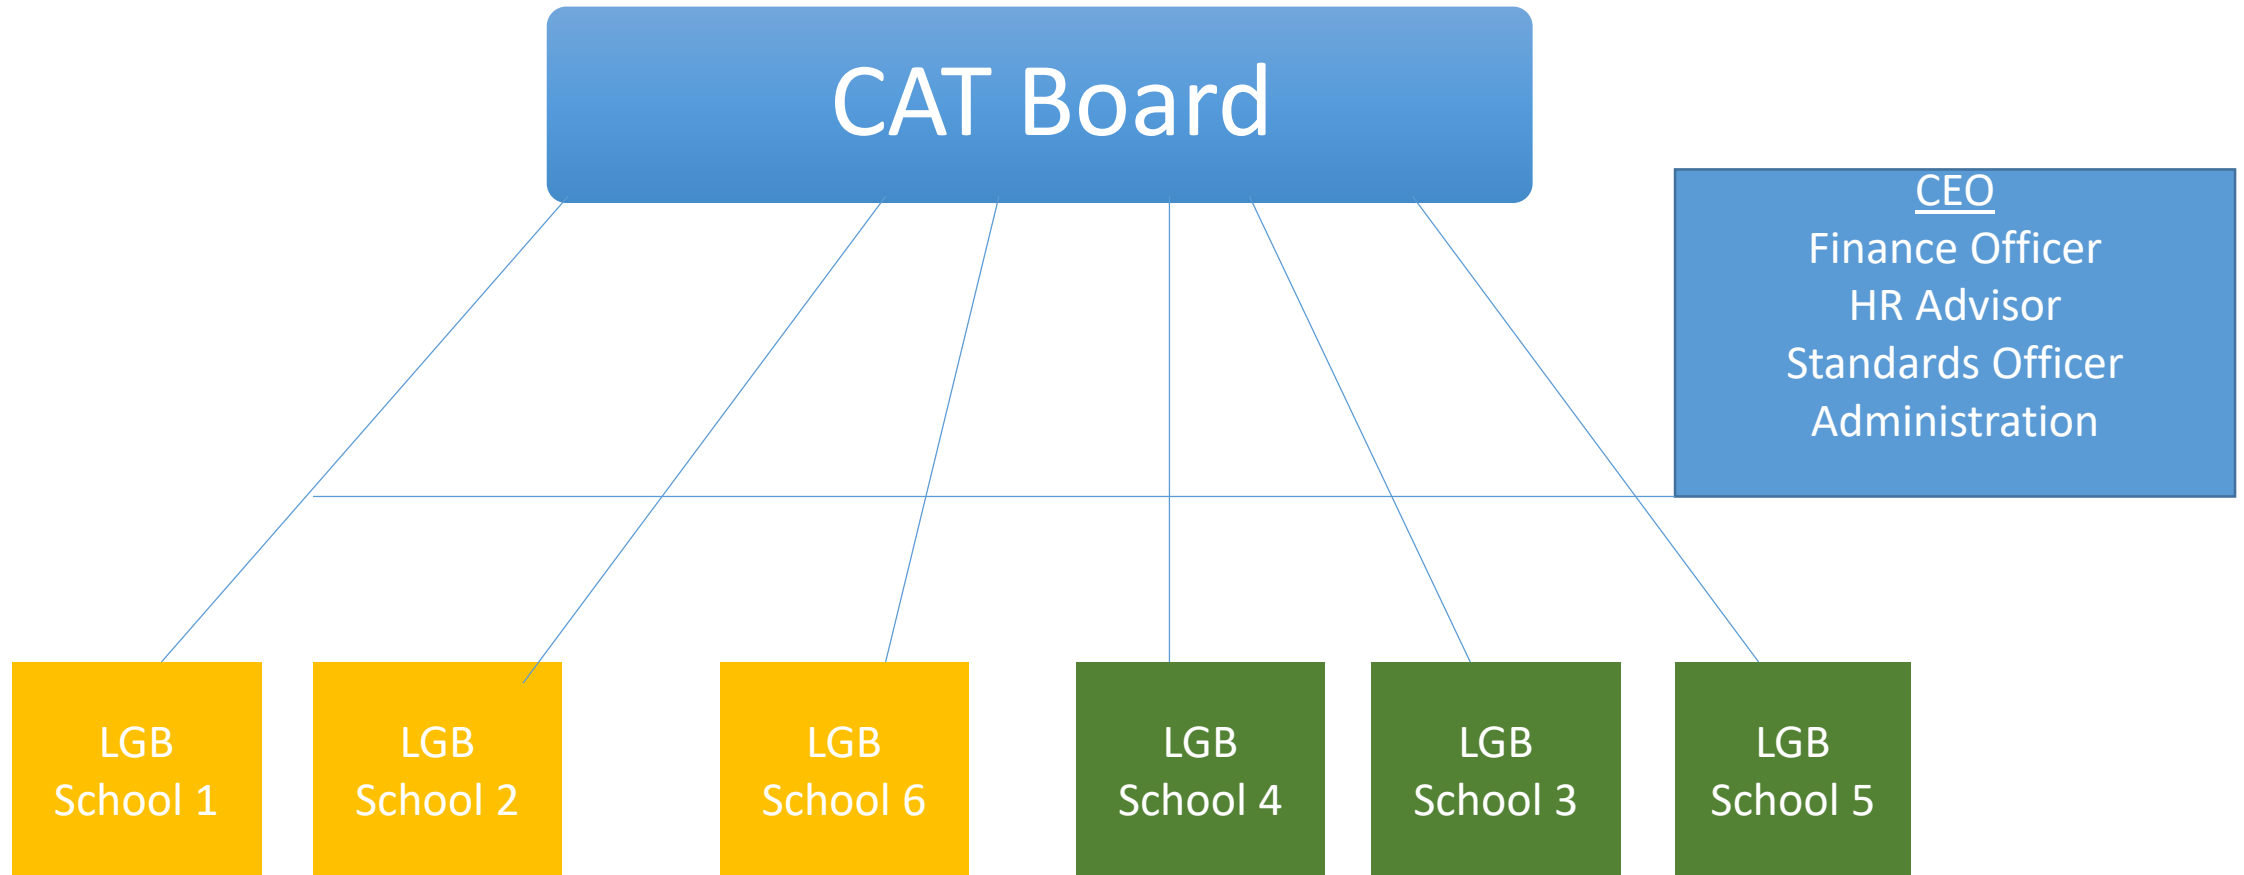 CAT Board
CEO
Finance Officer
HR Advisor
Standards Officer
Administration
LGB
School 1
LGB
School 2
LGB
School 6
LGB
School 4
LGB
School 3
LGB
School 5